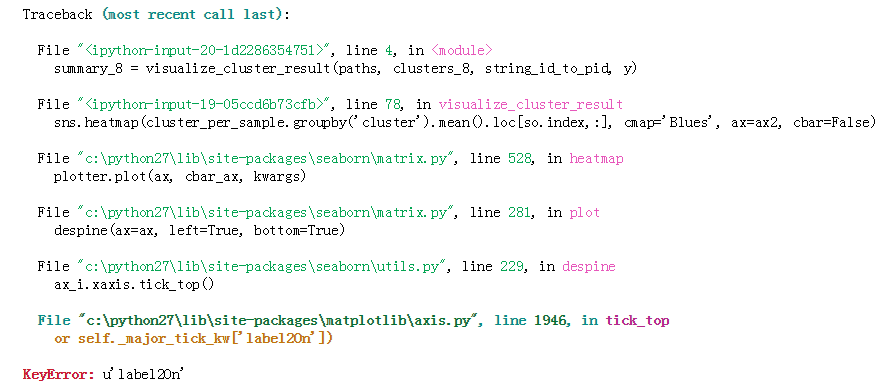 Traceback (most recent call last):
File "<ipython-input-20-1d2286354751>", line 4, in <module>
summary_8 = visualize_cluster_result(paths, clusters_8, string_id_to_pid, y)
File "<ipython-input-19-05ccd6b73cfb>", line 78, in visualize_cluster_result
sns.heatmap(cluster_per_sample.groupby('cluster').mean().loc[so.index,:], cmap='Blues', ax=ax2, cbar=False)
File "c:\python27\lib\site-packages\seaborn\matrix.py", line 528, in heatmap
plotter.plot(ax, cbar_ax, kwargs)
File "c:\python27\lib\site-packages\seaborn\matrix.py", line 281, in plot
despine(ax=ax, left=True, bottom=True)
File "c:\python27\lib\site-packages\seaborn\utils.py", line 229, in despine
ax_i.xaxis.tick_top()
File "c:\python27\lib\site-packages\matplotlib\axis.py", line 1946, in tick_top
or self._major_tick_kw['label2On'])
KeyError: u'label2On'